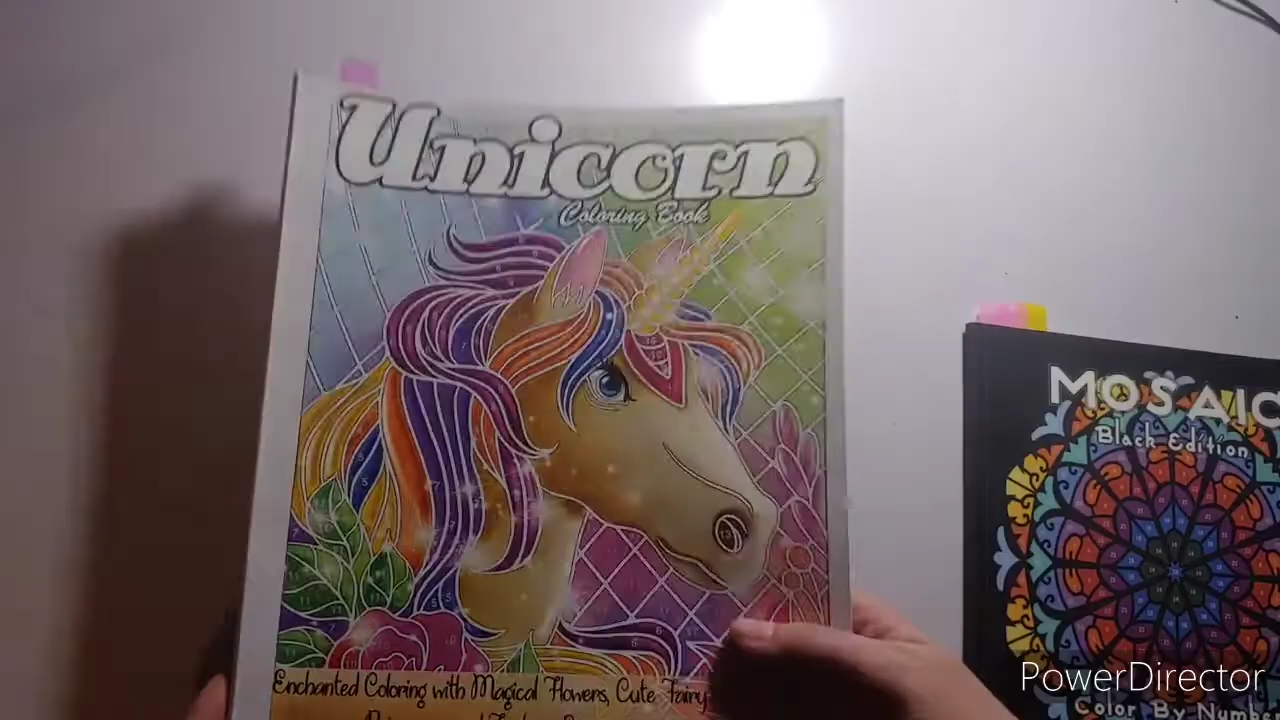 Unicorn
Coloring Book
Enchanted Coloring with Magical Flowers, Cute Fairy
MOSAIC
Black Edition
Color By Number
PowerDirector